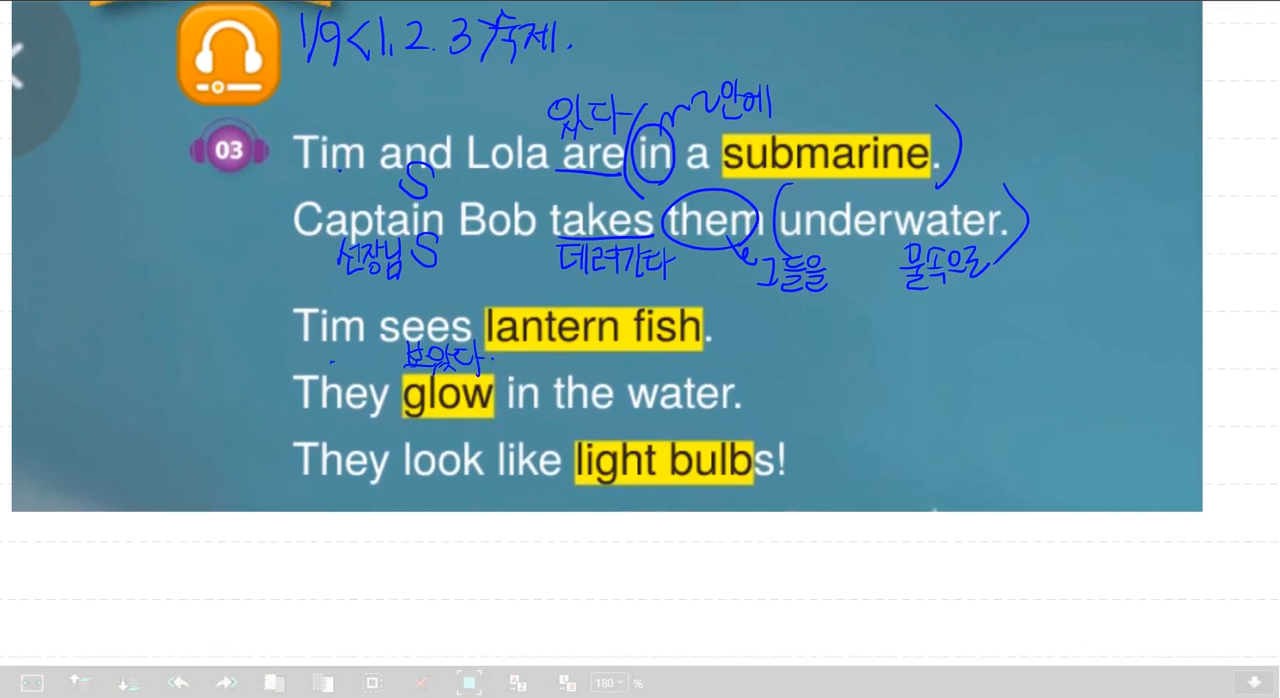 1/9 < 1, 2. 3 숙제.
있다 ~안에
03 Tim and Lola are in a submarine.
S
Captain Bob takes them underwater.
선장님 S 데려가다 그들을 물속으로
Tim sees lantern fish.
보았다.
They glow in the water.
They look like light bulbs!
180 %